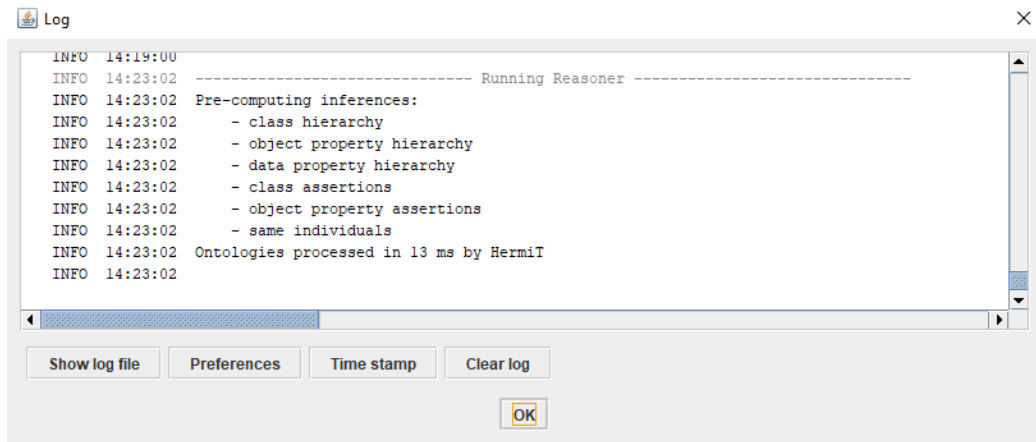 Log
INFO 14:19:00
INFO 14:23:02 ------------------------------- Running Reasoner -------------------------------
INFO 14:23:02 Pre-computing inferences:
INFO 14:23:02     - class hierarchy
INFO 14:23:02     - object property hierarchy
INFO 14:23:02     - data property hierarchy
INFO 14:23:02     - class assertions
INFO 14:23:02     - object property assertions
INFO 14:23:02     - same individuals
INFO 14:23:02 Ontologies processed in 13 ms by HermiT
INFO 14:23:02
Show log file Preferences Time stamp Clear log
OK